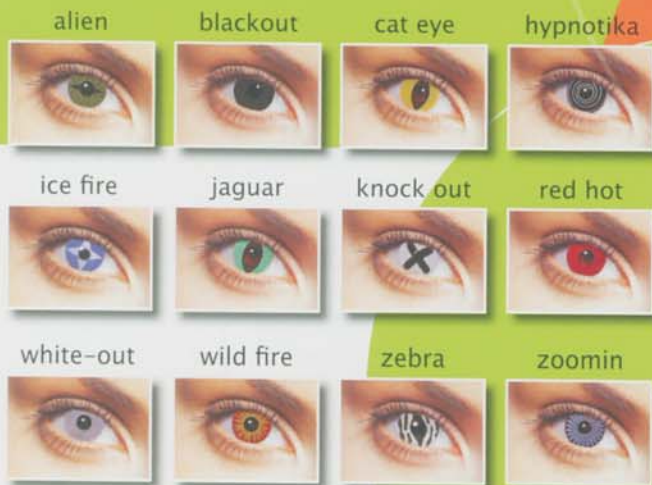 alien blackout cat eye hypnotika
ice fire jaguar knock out red hot
white-out wild fire zebra zoomin